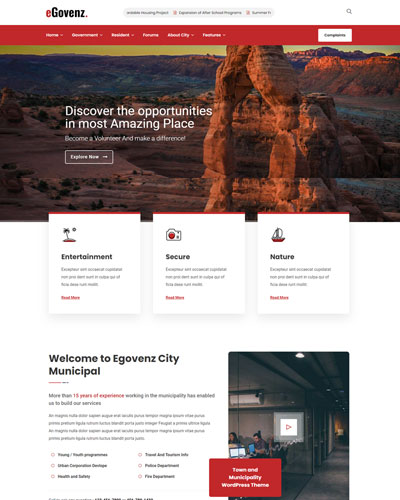 eGovenz.
ordable Housing Project Expansion of After School Programs Summer Fi
Home Government Resident Forums About City Features
Complaints
Discover the opportunities
in most Amazing Place
Become a Volunteer And make a difference!
Explore Now
Entertainment
Excepteur sint occaecat cupidatat
non proi dent sunt in culpa qui of
ficia dese runt mollit.
Read More
Secure
Excepteur sint occaecat cupidatat
non proi dent sunt in culpa qui of
ficia dese runt mollit.
Read More
Nature
Excepteur sint occaecat cupidatat
non proi dent sunt in culpa qui of
ficia dese runt mollit.
Read More
Welcome to Egovenz City
Municipal
More than 15 years of experience working in the municipality has enabled
us to build our services
An magnis nulla dolor sapien augue erat iaculis purus tempor magna ipsum vitae purus
primis pretium ligula rutrum luctus blandit porta justo integer Feugiat a primis ultrice ligula
An magnis nulla dolor sapien augue erat iaculis purus tempor magna ipsum vitae purus
primis pretium ligula rutrum luctus blandit porta justo.
Young / Youth programmes
Travel And Tourism Info
Urban Corporation Devlope
Police Department
Health and Safety
Fire Department
Town and
Municipality
WordPress Theme